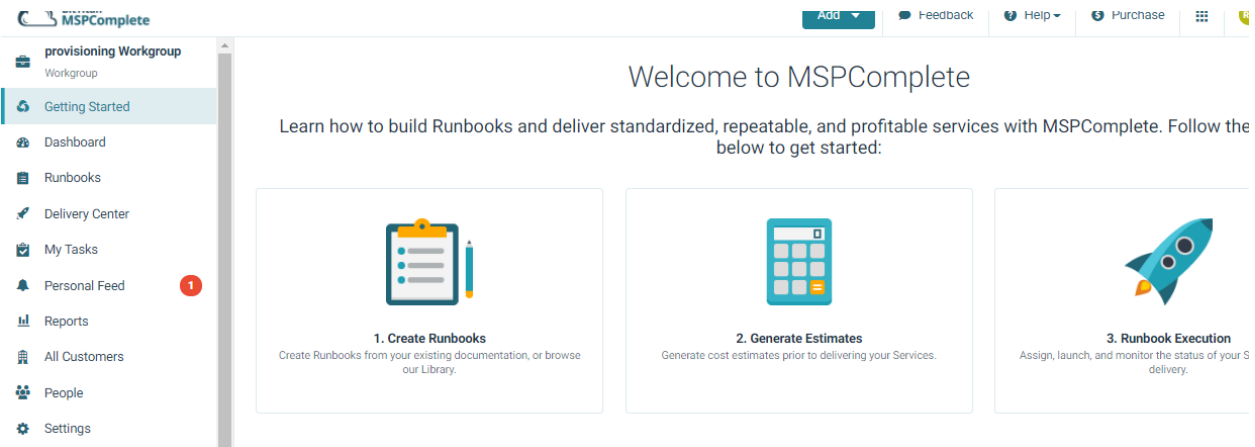 MSPComplete
Add
Feedback
Help
Purchase
provisioning Workgroup
Workgroup
Getting Started
Dashboard
Runbooks
Delivery Center
My Tasks
Personal Feed
1
Reports
All Customers
People
Settings
Welcome to MSPComplete
Learn how to build Runbooks and deliver standardized, repeatable, and profitable services with MSPComplete. Follow the
below to get started:
1. Create Runbooks
Create Runbooks from your existing documentation, or browse
our Library.
2. Generate Estimates
Generate cost estimates prior to delivering your Services.
3. Runbook Execution
Assign, launch, and monitor the status of your S
delivery.